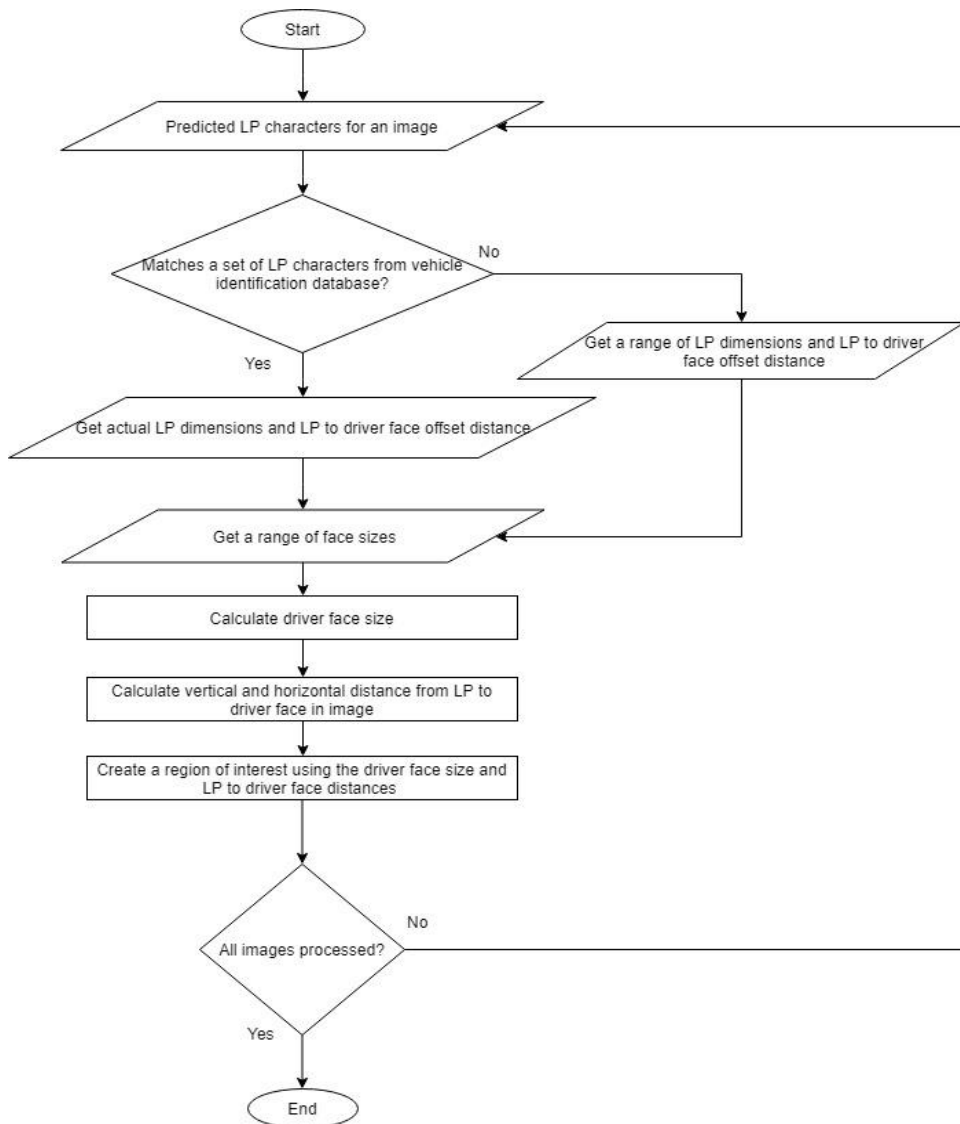 Start
Predicted LP characters for an image
No
Matches a set of LP characters from vehicle
identification database?
Get a range of LP dimensions and LP to driver
face offset distance
Yes
Get actual LP dimensions and LP to driver face offset distance
Get a range of face sizes
Calculate driver face size
Calculate vertical and horizontal distance from LP to
driver face in image
Create a region of interest using the driver face size and
LP to driver face distances
No
All images processed?
Yes
End